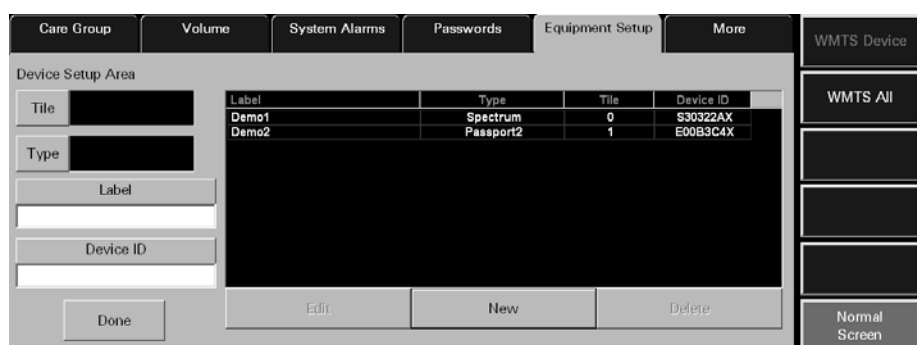 Care Group Volume System Alarms Passwords Equipment Setup More
WMTS Device
Device Setup Area
Tile
Type
Label
Device ID
Done
Label Type Tile Device ID
Demo1 Spectrum 0 S30322AX
Demo2 Passport2 1 E00B3C4X
Edit New Delete
WMTS All
Normal
Screen